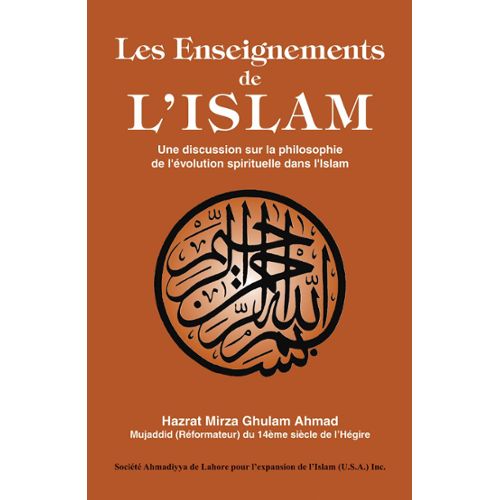 Les Enseignements
de
L'ISLAM
Une discussion sur la philosophie
de l'évolution spirituelle dans l'Islam
بسم الله الرحمن الرحيم
Hazrat Mirza Ghulam Ahmad
Mujaddid (Réformateur) du 14ème siècle de l'Hégire
Société Ahmadiyya de Lahore pour l'expansion de l'Islam (U.S.A.) Inc.